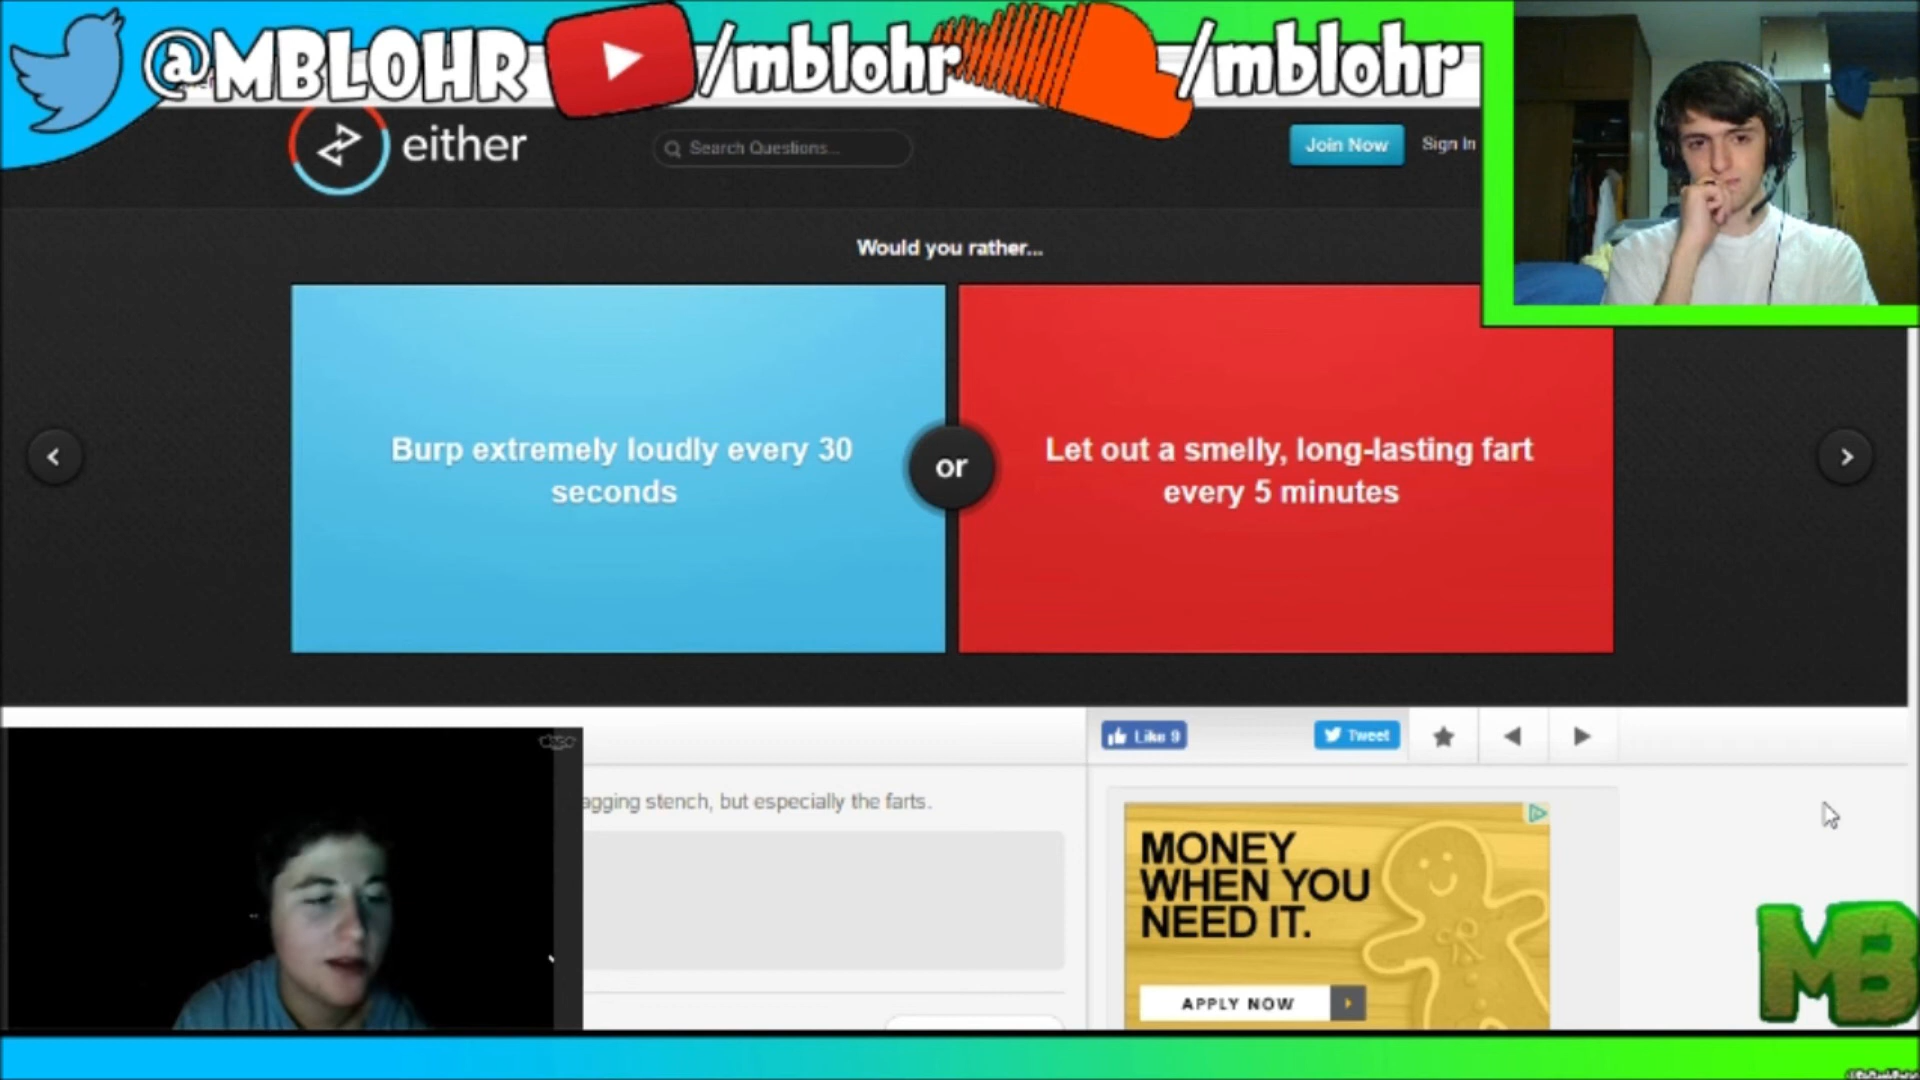 @MBLOHR /mblohr /mblohr
either
Search Questions...
Join Now
Sign In
Would you rather...
Burp extremely loudly every 30
seconds
or
Let out a smelly, long-lasting fart
every 5 minutes
Like 9
Tweet
agging stench, but especially the farts.
MONEY
WHEN YOU
NEED IT.
APPLY NOW
MB